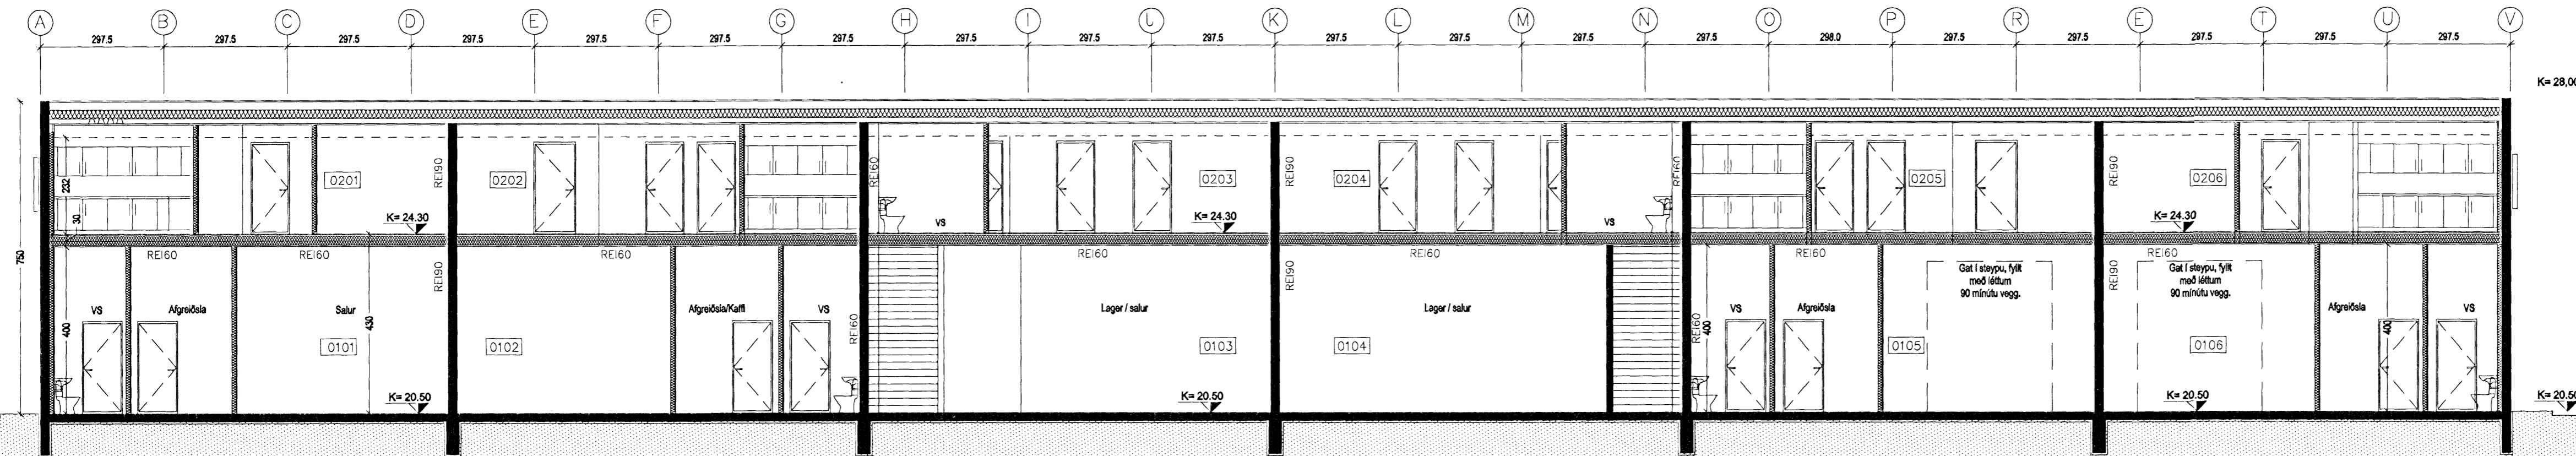 A B C D E F G H I J K L M N O P R E T U V
297.5 297.5 297.5 297.5 297.5 297.5 297.5 297.5 297.5 297.5 297.5 297.5 297.5 297.5 298.0 297.5 297.5 297.5 297.5 297.5
K= 28,00
750
232
30
0201
REI90
K= 24.30
0202
REI60
VS
0203
K= 24.30
REI90
0204
VS
REI60
0205
REI90
0206
K= 24.30
REI60
REI60
REI90
REI60
REI60
REI90
REI60
REI60
REI90
REI60
400
VS
Afgreiðsla
Salur
430
0101
K= 20.50
0102
Afgreiðsla/Kaffi
VS
REI60
Lager / salur
0103
K= 20.50
Lager / salur
0104
REI60
400
VS
Afgreiðsla
0105
Gat í steypu, fyllt
með léttum
90 mínútu vegg.
Gat í steypu, fyllt
með léttum
90 mínútu vegg.
0106
K= 20.50
Afgreiðsla
400
VS
K= 20.50